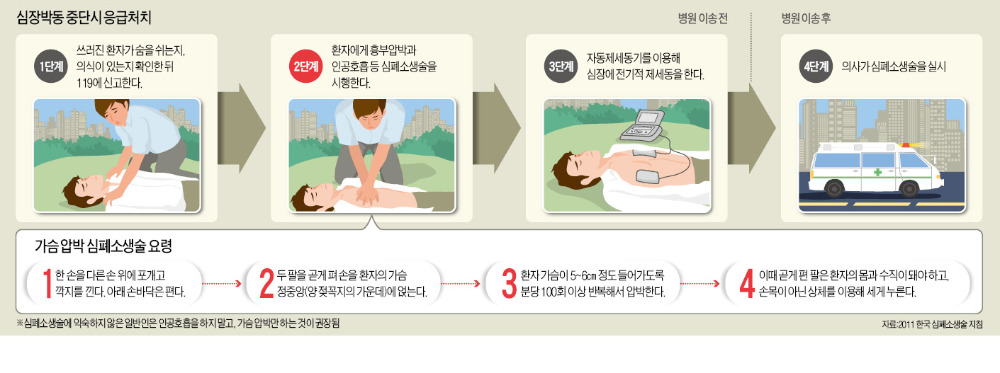 심장박동 중단시 응급처치
병원 이송 전
병원 이송 후
1단계
쓰러진 환자가 숨을 쉬는지,
의식이 있는지 확인한 뒤
119에 신고한다.
2단계
환자에게 흉부압박과
인공호흡 등 심폐소생술을
시행한다.
3단계
자동제세동기를 이용해
심장에 전기적 제세동을 한다.
4단계
의사가 심폐소생술을 실시
가슴 압박 심폐소생술 요령
1
한 손을 다른 손 위에 포개고
깍지를 낀다. 아래 손바닥은 편다.
2
두 팔을 곧게 펴 손을 환자의 가슴
정중앙(양 젖꼭지의 가운데)에 얹는다.
3
환자 가슴이 5~6㎝ 정도 들어가도록
분당 100회 이상 반복해서 압박한다.
4
이때 곧게 편 팔은 환자의 몸과 수직이 돼야 하고,
손목이 아닌 상체를 이용해 세게 누른다.
※심폐소생술에 익숙하지 않은 일반인은 인공호흡을 하지 말고, 가슴 압박만 하는 것이 권장됨
자료:2011 한국 심폐소생술 지침